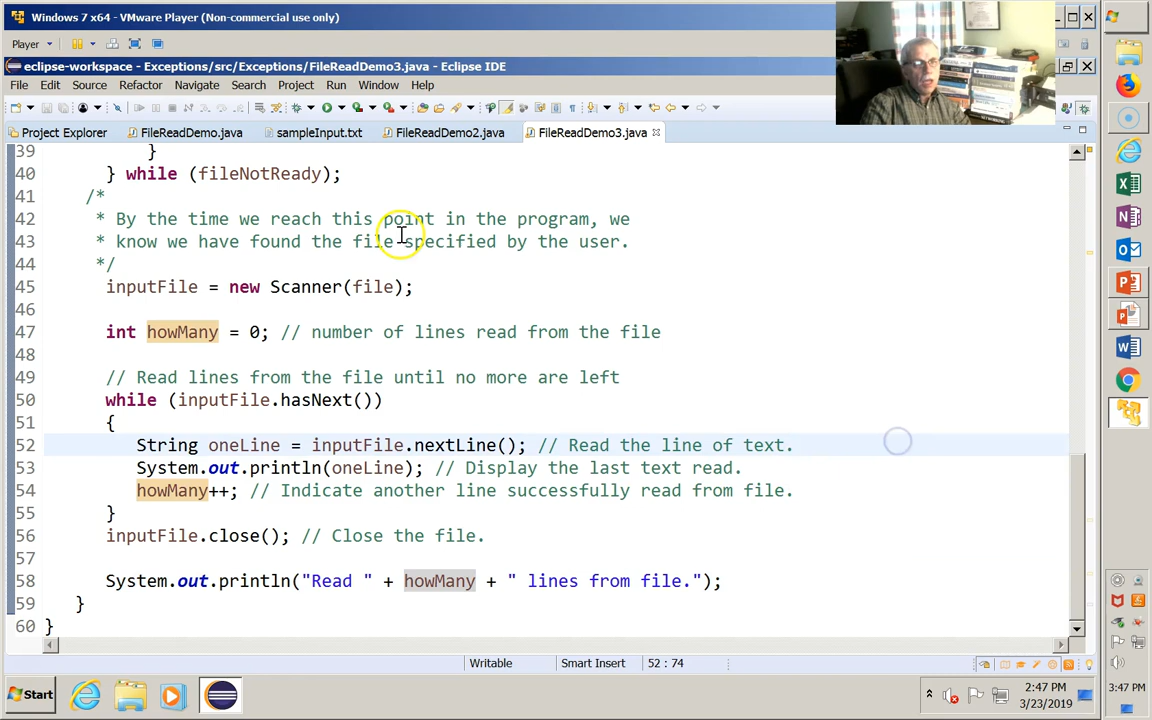 Windows 7 x64 - VMware Player (Non-commercial use only)
Player
eclipse-workspace - Exceptions/src/Exceptions/FileReadDemo3.java - Eclipse IDE
File Edit Source Refactor Navigate Search Project Run Window Help
Project Explorer FileReadDemo.java sampleInput.txt FileReadDemo2.java FileReadDemo3.java
39 }
40 } while (fileNotReady);
41 /*
42 * By the time we reach this point in the program, we
43 * know we have found the file specified by the user.
44 */
45 inputFile = new Scanner(file);
46
47 int howMany = 0; // number of lines read from the file
48
49 // Read lines from the file until no more are left
50 while (inputFile.hasNext())
51 {
52 String oneLine = inputFile.nextLine(); // Read the line of text.
53 System.out.println(oneLine); // Display the last text read.
54 howMany++; // Indicate another line successfully read from file.
55 }
56 inputFile.close(); // Close the file.
57
58 System.out.println("Read " + howMany + " lines from file.");
59 }
60 }
Writable Smart Insert 52 : 74
Start
2:47 PM
3/23/2019
3:47 PM